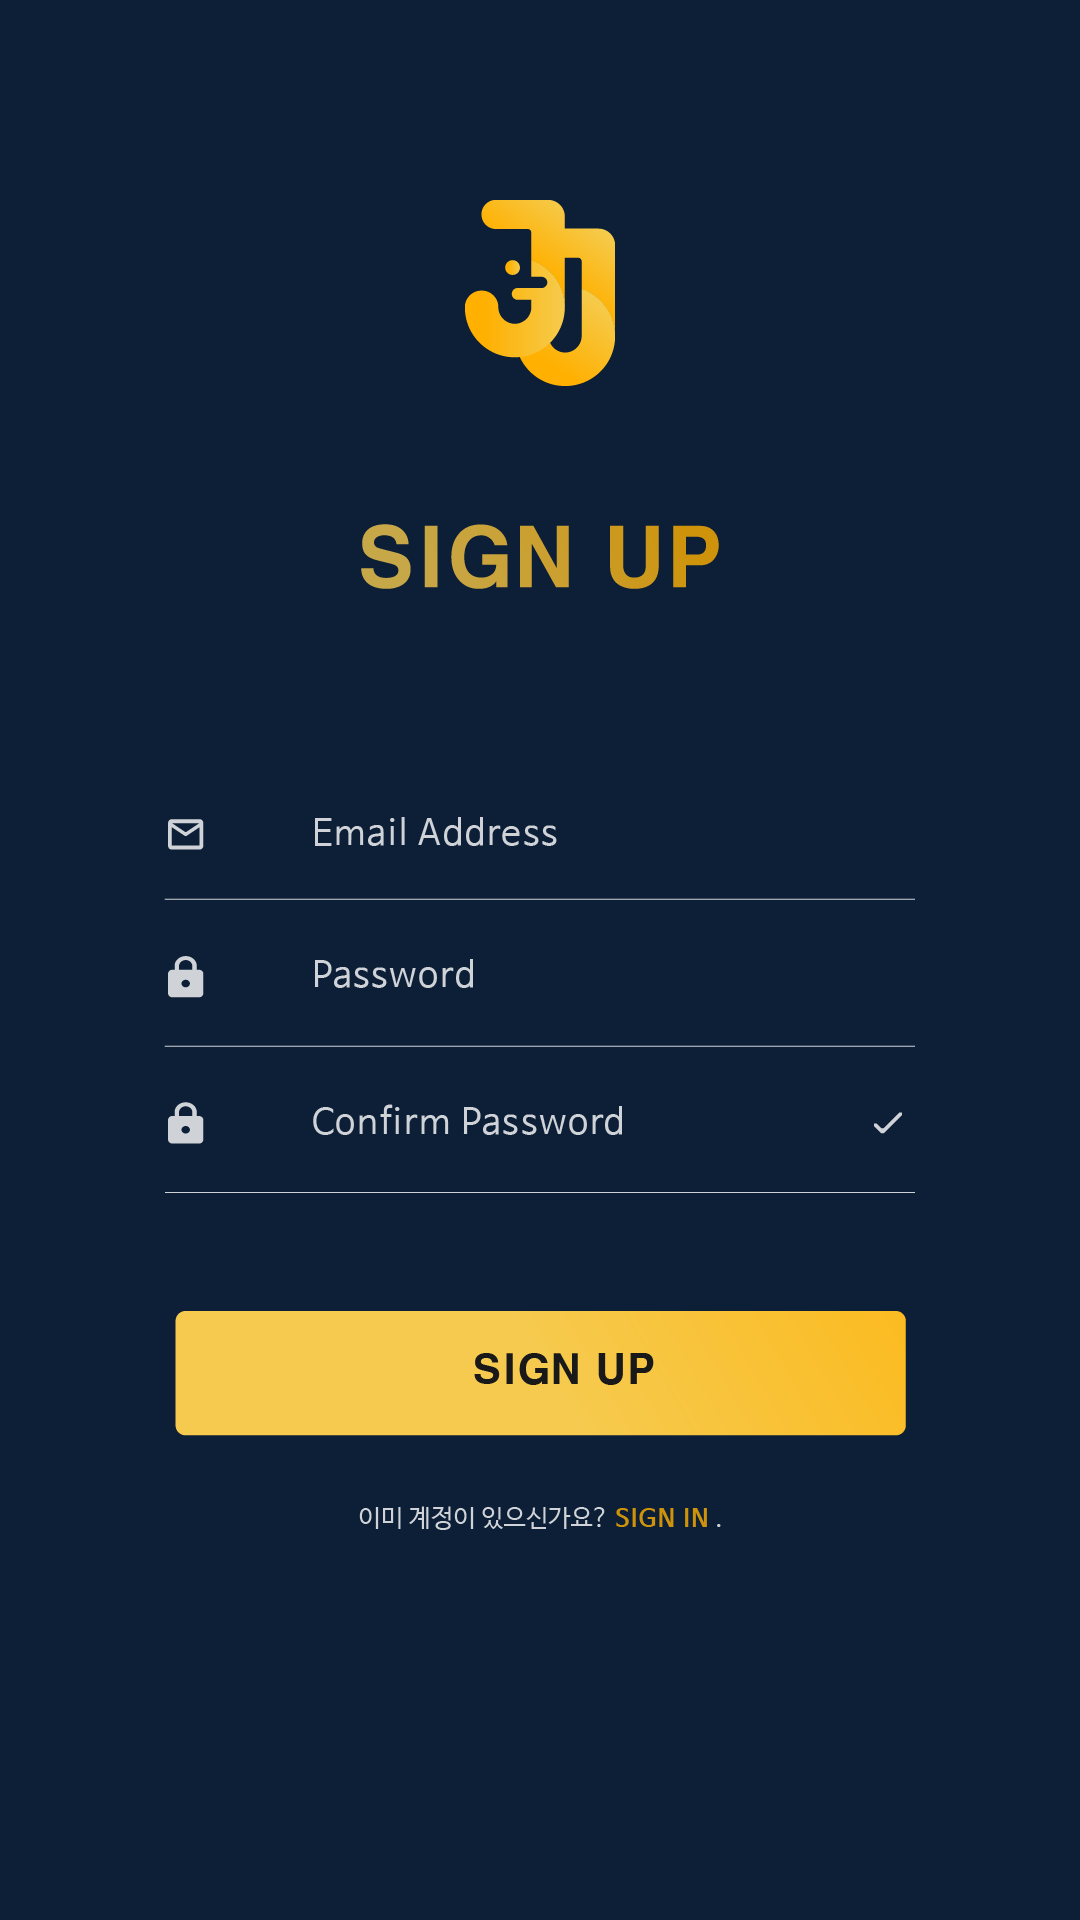 SIGN UP
Email Address
Password
Confirm Password
SIGN UP
이미 계정이 있으신가요? SIGN IN .